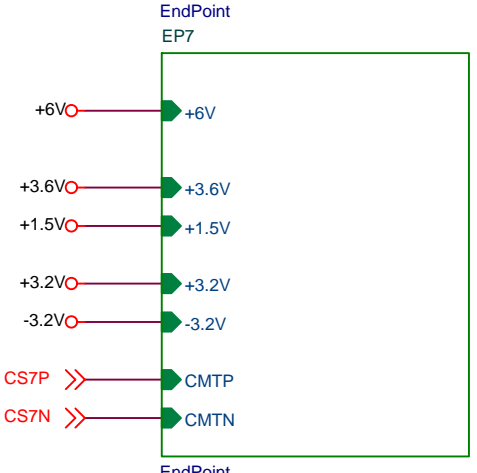 EndPoint
EP7
+6V +6V
+3.6V +3.6V
+1.5V +1.5V
+3.2V +3.2V
-3.2V -3.2V
CS7P CMTP
CS7N CMTN
EndPoint